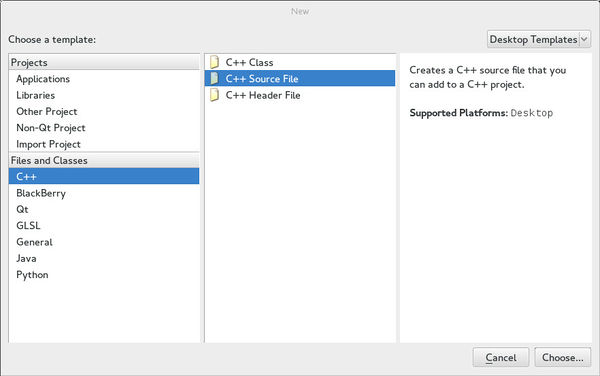 New
Choose a template:
Desktop Templates
Projects
Applications
Libraries
Other Project
Non-Qt Project
Import Project
Files and Classes
C++
BlackBerry
Qt
GLSL
General
Java
Python
C++ Class
C++ Source File
C++ Header File
Creates a C++ source file that you
can add to a C++ project.
Supported Platforms: Desktop
Cancel
Choose...